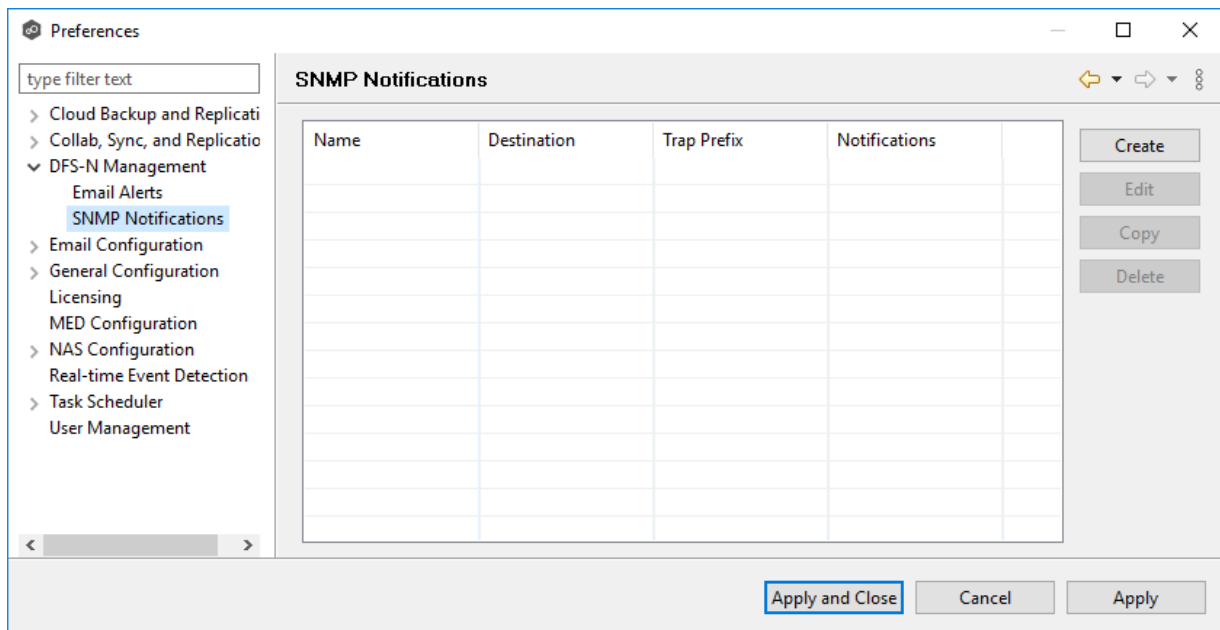 Preferences
type filter text
Cloud Backup and Replicati
Collab, Sync, and Replicatio
DFS-N Management
Email Alerts
SNMP Notifications
Email Configuration
General Configuration
Licensing
MED Configuration
NAS Configuration
Real-time Event Detection
Task Scheduler
User Management
SNMP Notifications
Name Destination Trap Prefix Notifications
Create
Edit
Copy
Delete
Apply and Close Cancel Apply